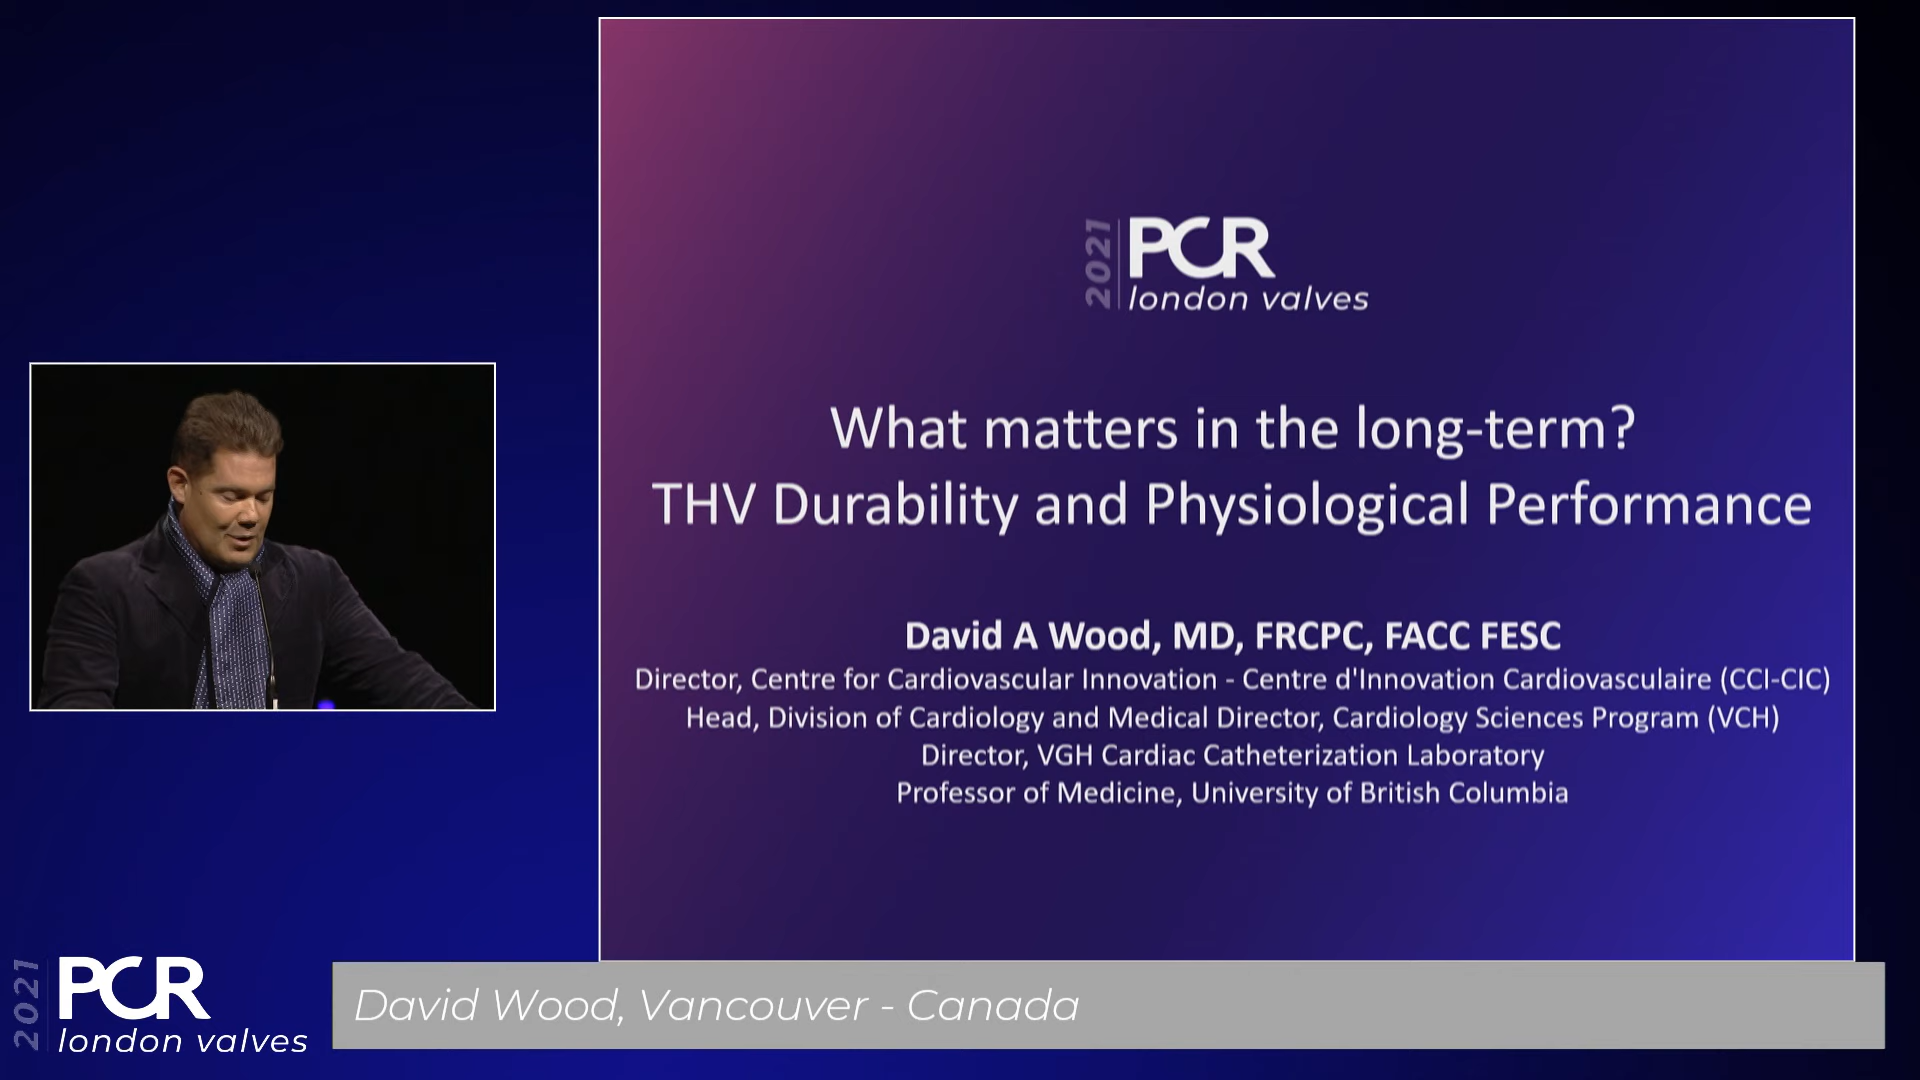 2021
PCR
london valves
What matters in the long-term?
THV Durability and Physiological Performance
David A Wood, MD, FRCPC, FACC FESC
Director, Centre for Cardiovascular Innovation - Centre d'Innovation Cardiovasculaire (CCI-CIC)
Head, Division of Cardiology and Medical Director, Cardiology Sciences Program (VCH)
Director, VGH Cardiac Catheterization Laboratory
Professor of Medicine, University of British Columbia
2021
PCR
london valves
David Wood, Vancouver - Canada